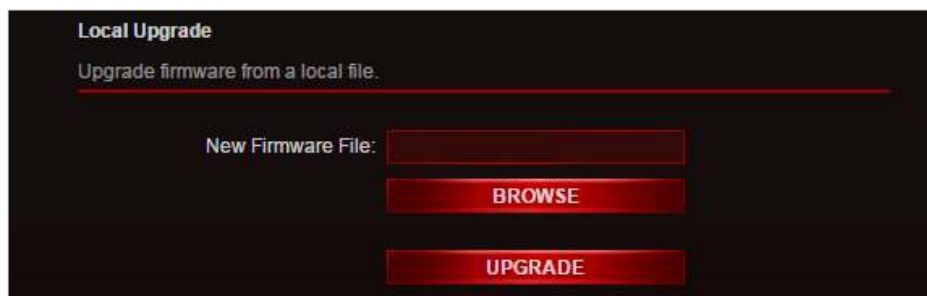 Local Upgrade
Upgrade firmware from a local file.
New Firmware File:
BROWSE
UPGRADE